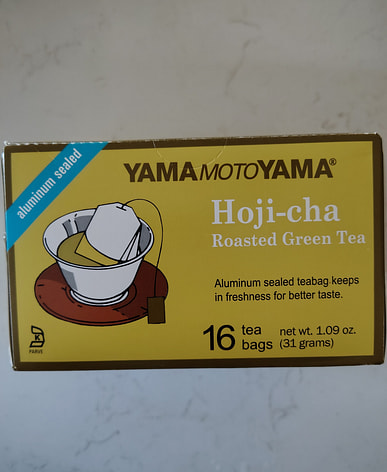 aluminum sealed
YAMAMOTOYAMA®
Hoji-cha
Roasted Green Tea
Aluminum sealed teabag keeps
in freshness for better taste.
16 tea bags
net wt. 1.09 oz.
(31 grams)
K
PARVE